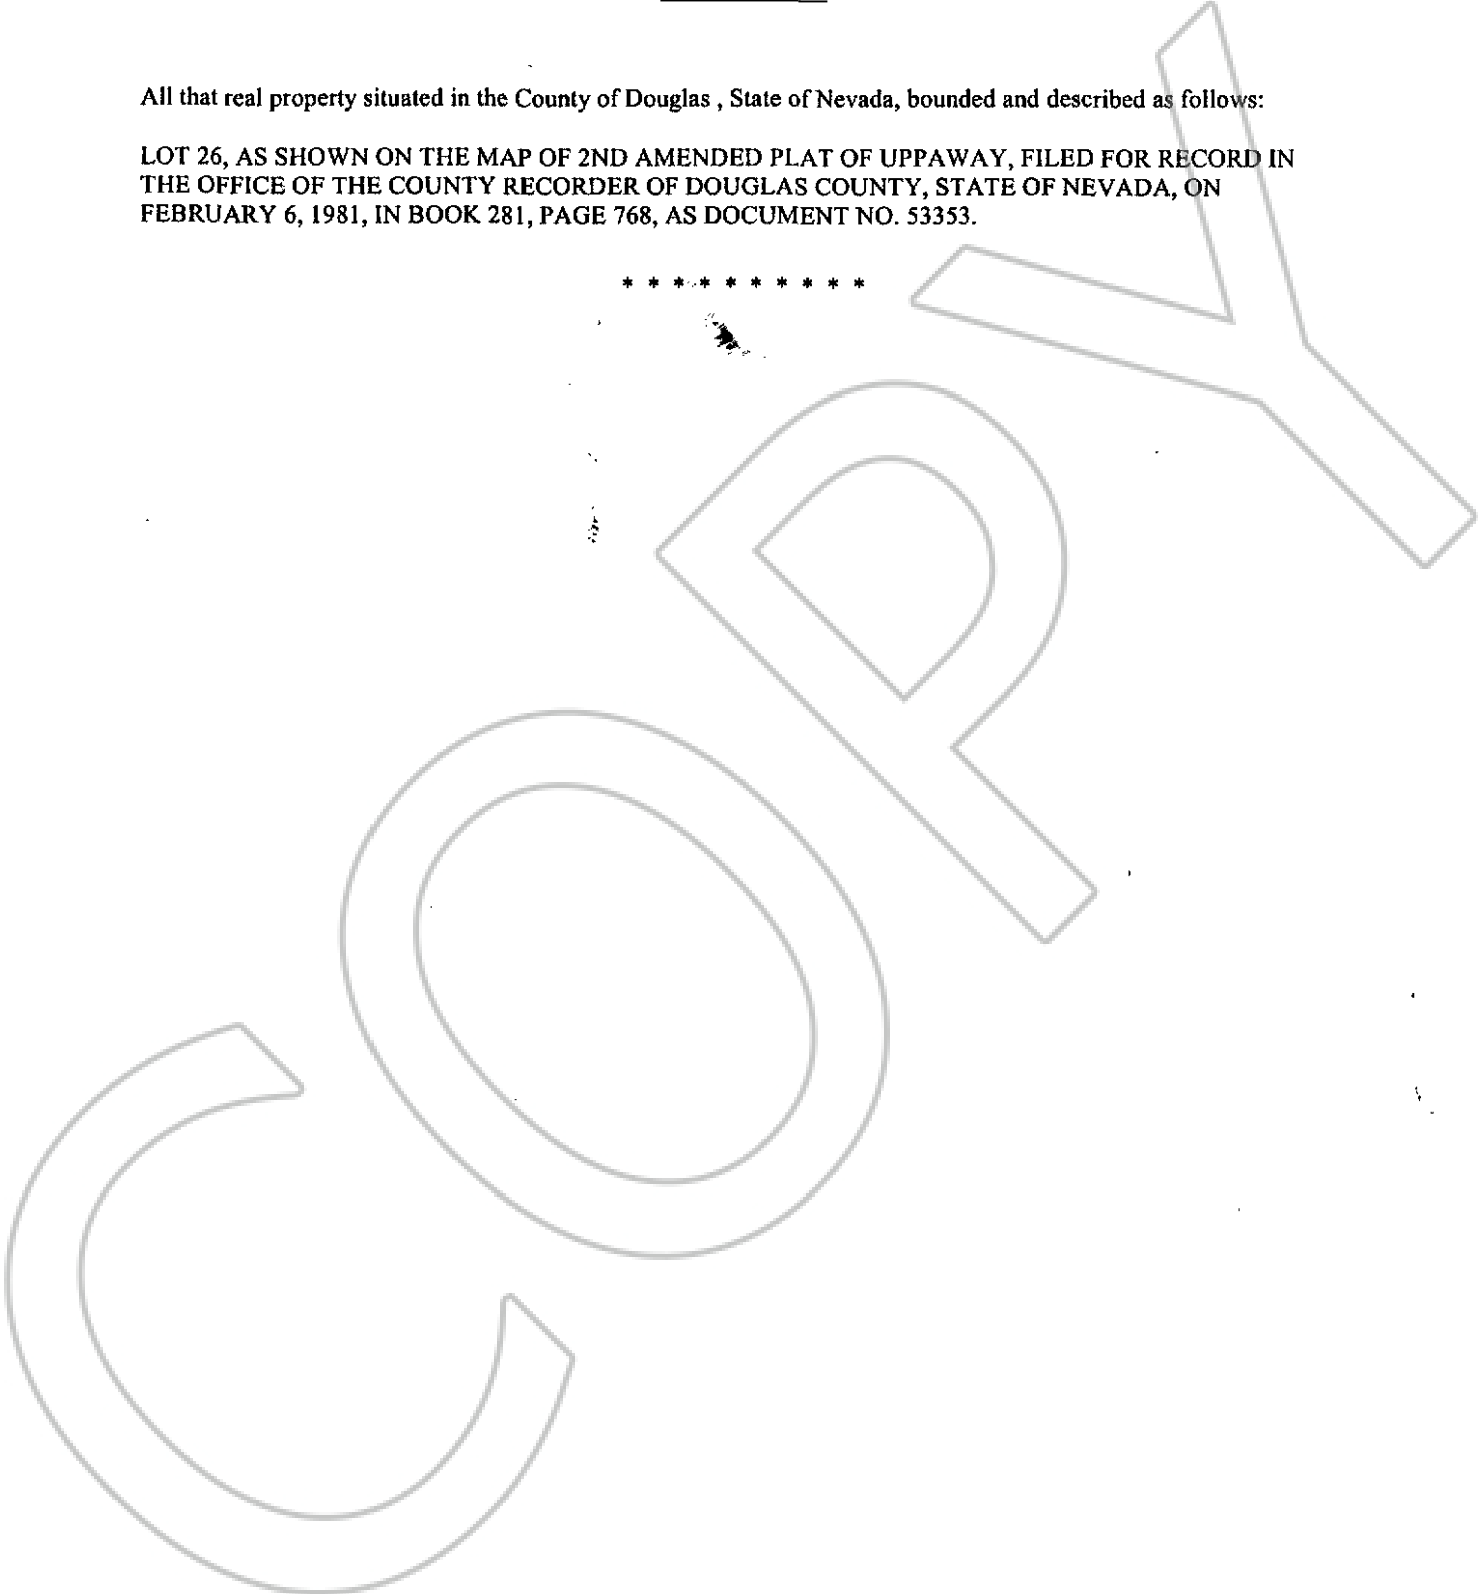 All that real property situated in the County of Douglas , State of Nevada, bounded and described as follows:
LOT 26, AS SHOWN ON THE MAP OF 2ND AMENDED PLAT OF UPPAWAY, FILED FOR RECORD IN
THE OFFICE OF THE COUNTY RECORDER OF DOUGLAS COUNTY, STATE OF NEVADA, ON
FEBRUARY 6, 1981, IN BOOK 281, PAGE 768, AS DOCUMENT NO. 53353.
* * * * * * * * * *
COPY